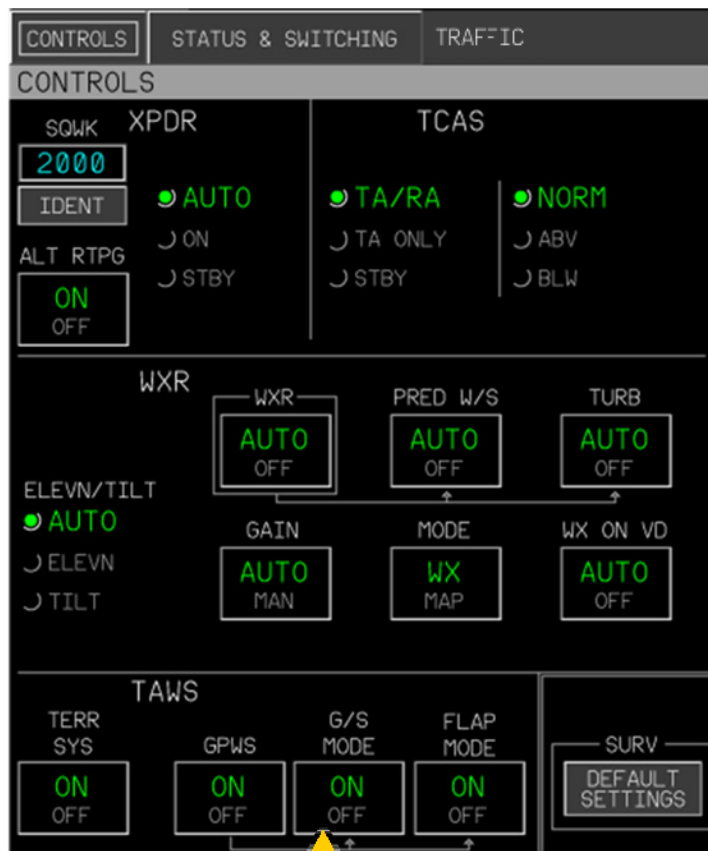 CONTROLS STATUS & SWITCHING TRAFFIC
CONTROLS
SQWK XPDR TCAS
2000
IDENT AUTO TA/RA NORM
ON TA ONLY ABV
ALT RTPG
STBY STBY BLW
ON
OFF
WXR
WXR PRED W/S TURB
AUTO AUTO AUTO
OFF OFF OFF
ELEVN/TILT
AUTO
GAIN MODE WX ON VD
ELEVN
AUTO WX AUTO
TILT MAN MAP OFF
TAWS
TERR G/S FLAP
SYS GPWS MODE MODE SURV
ON ON ON ON DEFAULT
OFF OFF OFF OFF SETTINGS